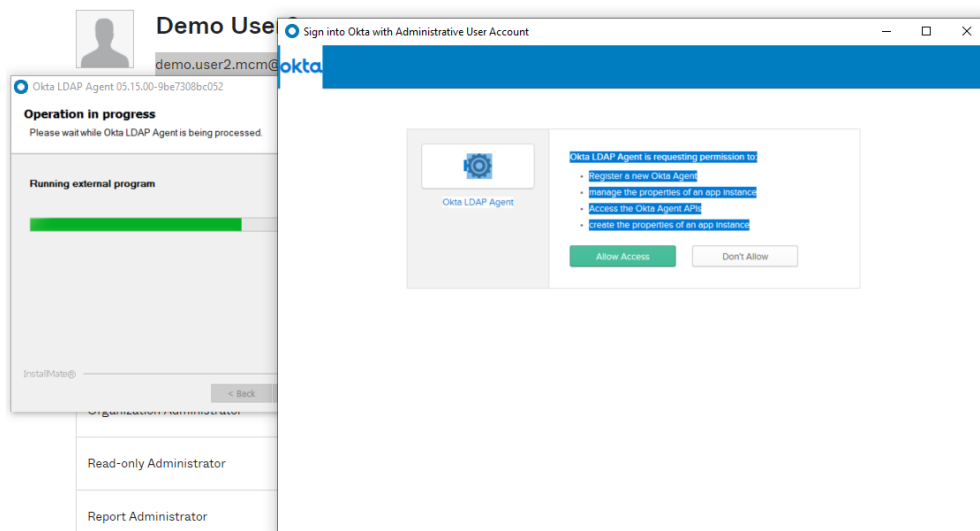 Demo User2
demo.user2.mcm@
Okta LDAP Agent 05.15.00-9be7308bc052
Operation in progress
Please wait while Okta LDAP Agent is being processed.
Running external program
InstallMate®
< Back
Organization Administrator
Read-only Administrator
Report Administrator
Sign into Okta with Administrative User Account
okta
Okta LDAP Agent
Okta LDAP Agent is requesting permission to:
• Register a new Okta Agent
• manage the properties of an app instance
• Access the Okta Agent APIs
• create the properties of an app instance
Allow Access
Don't Allow